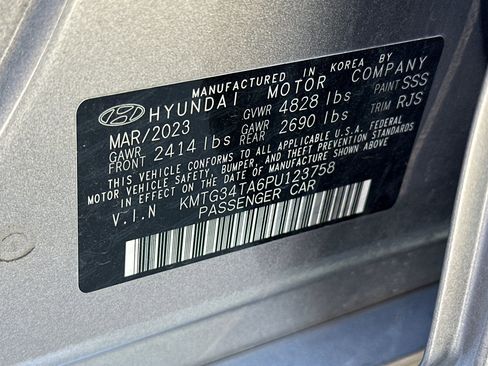 MANUFACTURED IN KOREA BY
HYUNDAI MOTOR COMPANY
MAR/2023 GVWR 4828 lbs PAINT SSS
GAWR FRONT 2414 lbs GAWR REAR 2690 lbs TRIM RJS
THIS VEHICLE CONFORMS TO ALL APPLICABLE U.S.A. FEDERAL
MOTOR VEHICLE SAFETY, BUMPER, AND THEFT PREVENTION STANDARDS
IN EFFECT ON THE DATE OF MANUFACTURE SHOWN ABOVE.
V.I.N KMTG34TA6PU123758
PASSENGER CAR